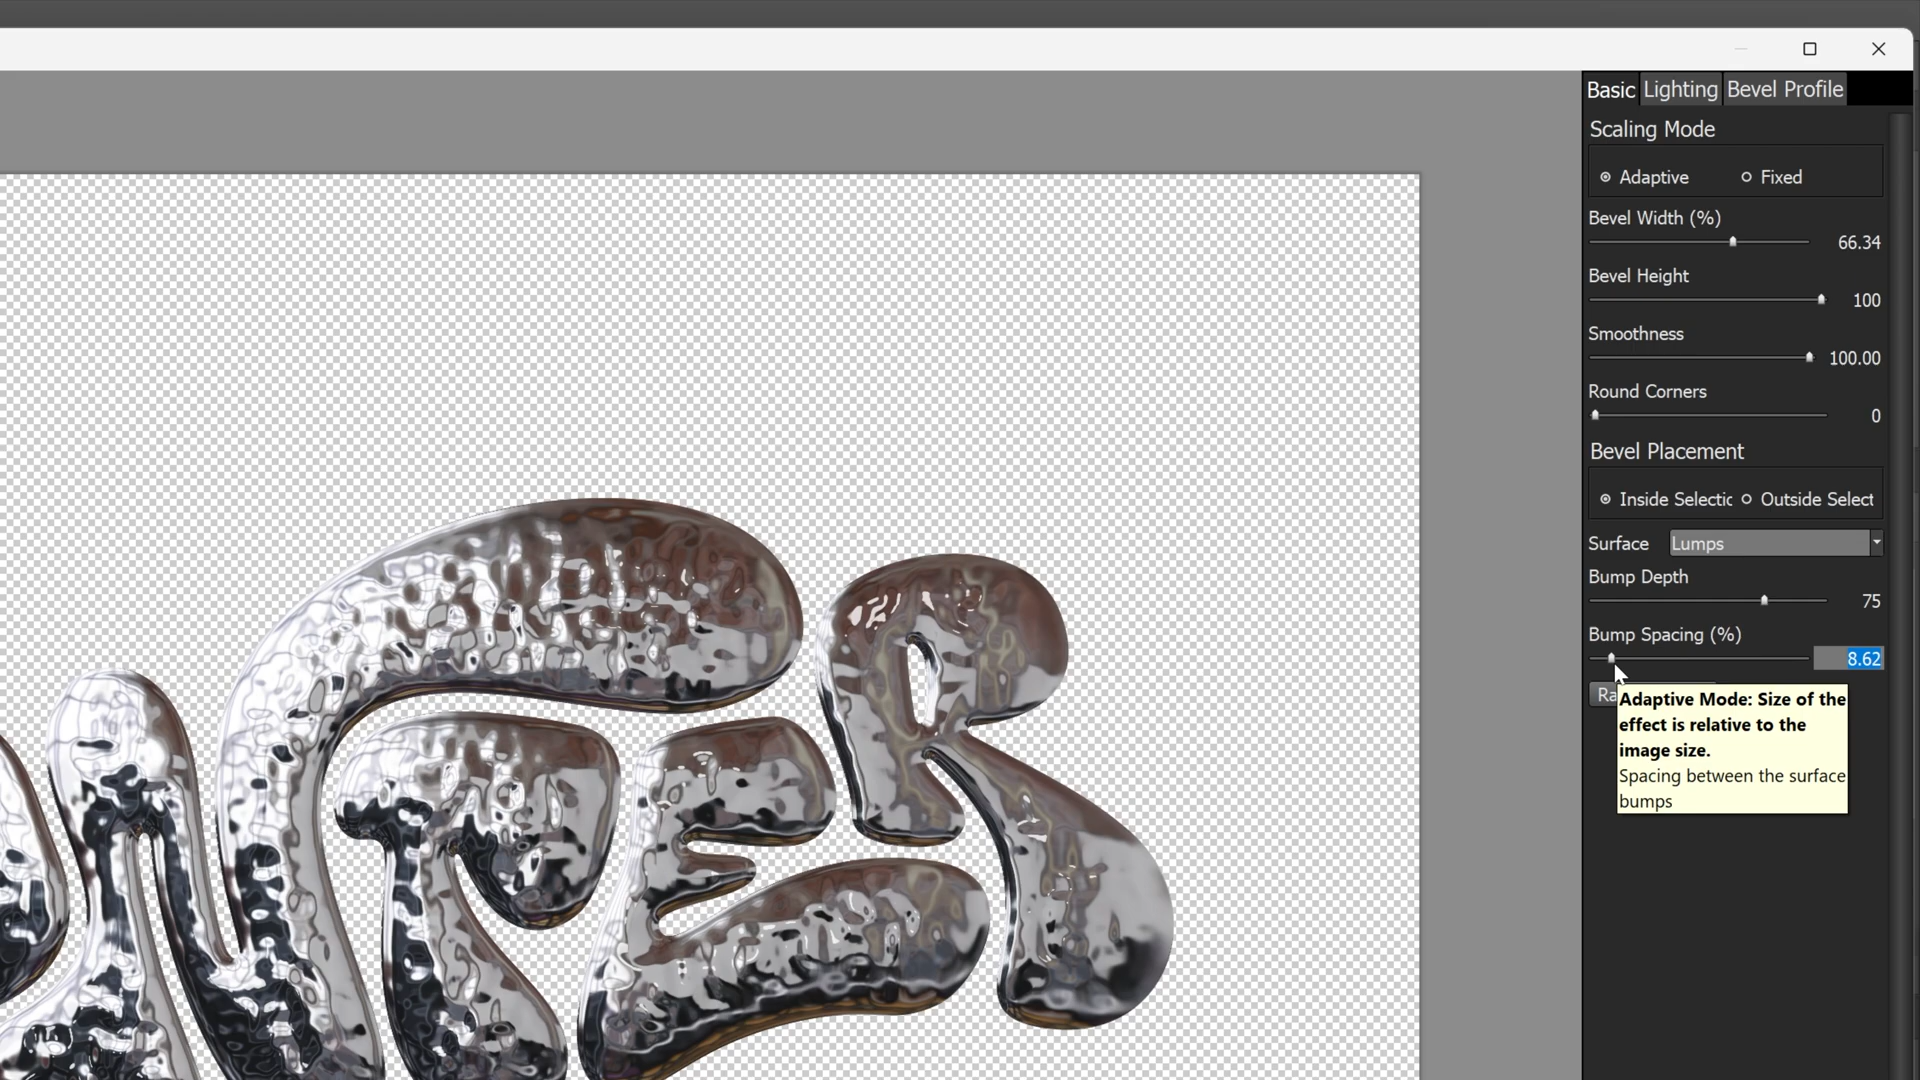 Basic Lighting Bevel Profile
Scaling Mode
Adaptive Fixed
Bevel Width (%)
66.34
Bevel Height
100
Smoothness
100.00
Round Corners
0
Bevel Placement
Inside Selectic Outside Select
Surface Lumps
Bump Depth
75
Bump Spacing (%)
8.62
Ra
Adaptive Mode: Size of the
effect is relative to the
image size.
Spacing between the surface
bumps
TER